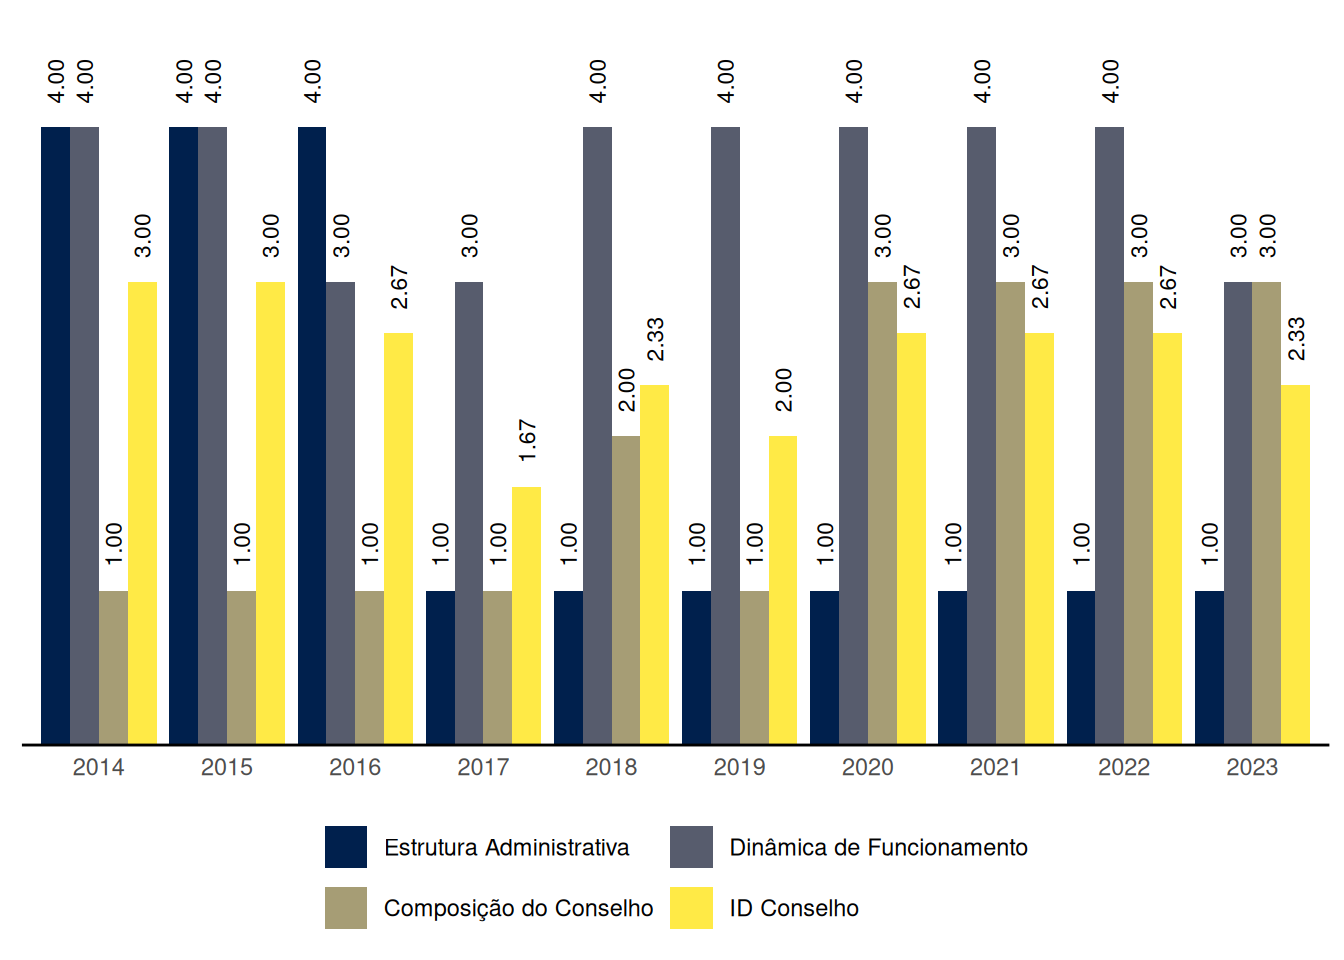 4.00 4.00 1.00 3.00
4.00 4.00 1.00 3.00
4.00 3.00 1.00 2.67
1.00 3.00 1.00 1.67
1.00 4.00 2.00 2.33
1.00 4.00 1.00 2.00
1.00 4.00 3.00 2.67
1.00 4.00 3.00 2.67
1.00 4.00 3.00 2.67
1.00 3.00 3.00 2.33
2014 2015 2016 2017 2018 2019 2020 2021 2022 2023
Estrutura Administrativa Dinâmica de Funcionamento
Composição do Conselho ID Conselho